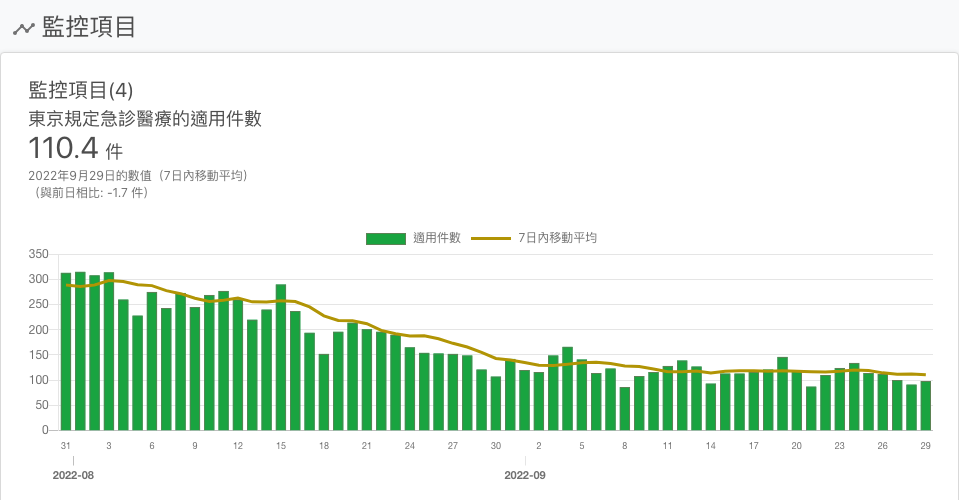 監控項目
監控項目(4)
東京規定急診醫療的適用件數
110.4 件
2022年9月29日的數值（7日內移動平均）
（與前日相比: -1.7 件）
適用件數 7日內移動平均
350
300
250
200
150
100
50
0
31 3 6 9 12 15 18 21 24 27 30 2 5 8 11 14 17 20 23 26 29
2022-08 2022-09